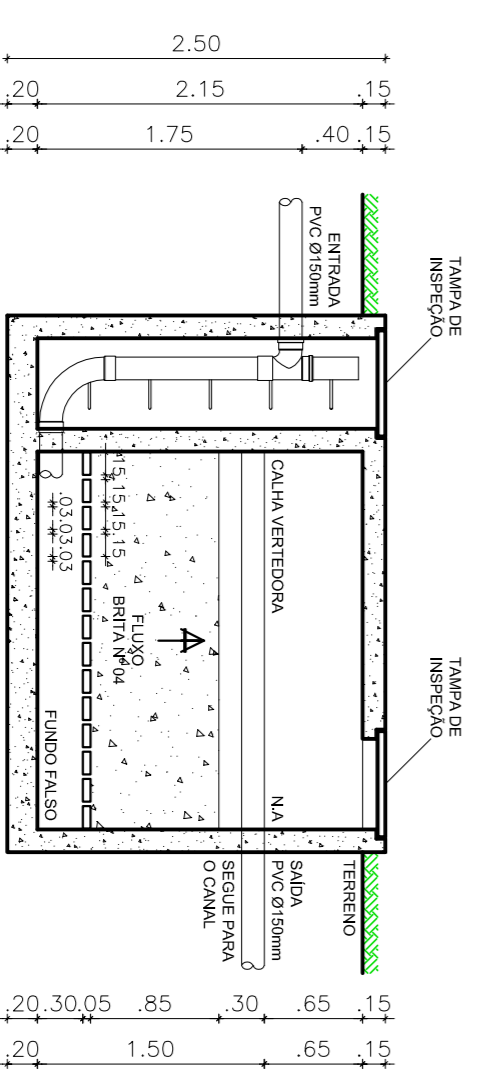 2.50
.20
2.15
.15
.20
1.75
.40
.15
TAMPA DE
INSPEÇÃO
TAMPA DE
INSPEÇÃO
ENTRADA
PVC Ø150mm
CALHA VERTEDORA
N.A
TERRENO
SAÍDA
PVC Ø150mm
SEGUE PARA
O CANAL
FLUXO
BRITA Nº04
.15 .15 .15 .15
.03 .03 .03
FUNDO FALSO
.20 .30 .05 .85 .30 .65 .15
.20 1.50 .65 .15